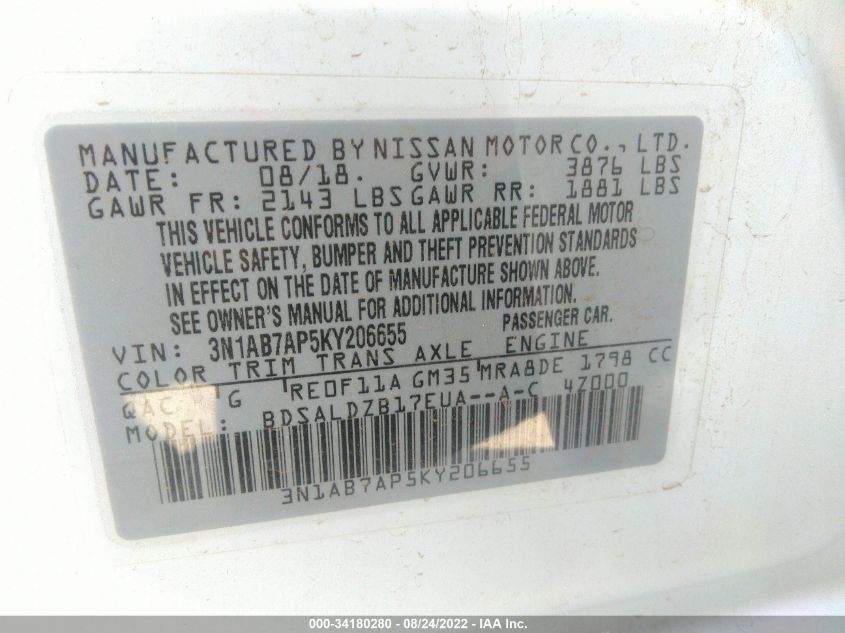 MANUFACTURED BY NISSAN MOTOR CO., LTD.
DATE: 08/18. GVWR: 3876 LBS
GAWR FR: 2143 LBS GAWR RR: 1881 LBS
THIS VEHICLE CONFORMS TO ALL APPLICABLE FEDERAL MOTOR
VEHICLE SAFETY, BUMPER AND THEFT PREVENTION STANDARDS
IN EFFECT ON THE DATE OF MANUFACTURE SHOWN ABOVE.
SEE OWNER'S MANUAL FOR ADDITIONAL INFORMATION.
VIN: 3N1AB7AP5KY206655 PASSENGER CAR.
COLOR TRIM TRANS AXLE ENGINE
QAC G RE0F11A GM35 MRA8DE 1798 CC
MODEL: BDSALDZB17EUA--A-C 4Z000
3N1AB7AP5KY206655
000-34180280 - 08/24/2022 - IAA Inc.